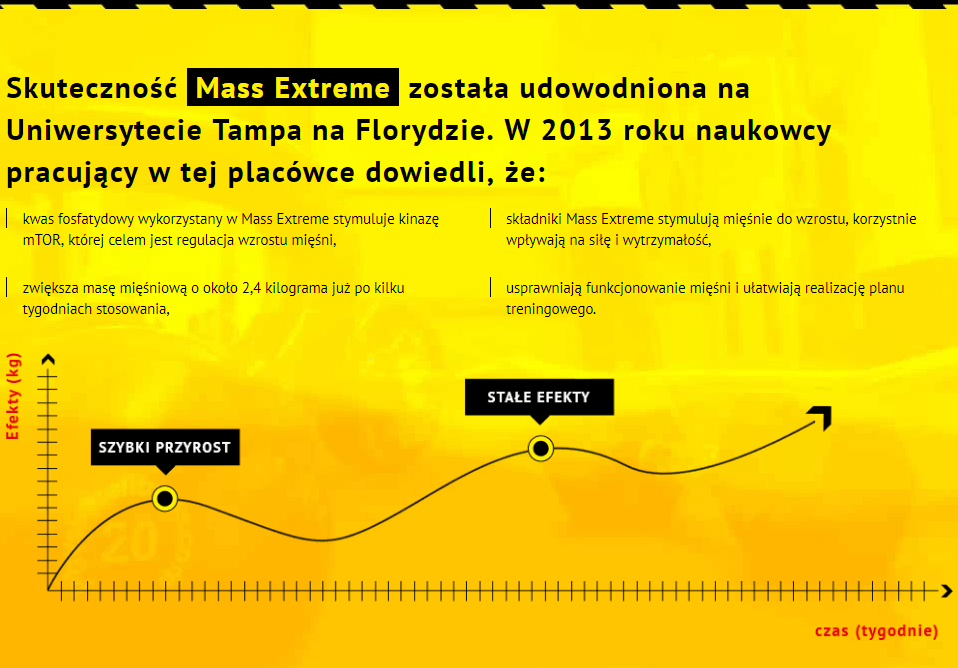 Skuteczność Mass Extreme została udowodniona na
Uniwersytecie Tampa na Florydzie. W 2013 roku naukowcy
pracujący w tej placówce dowiedli, że:
kwas fosfatydowy wykorzystany w Mass Extreme stymuluje kinazę
mTOR, której celem jest regulacja wzrostu mięśni,
składniki Mass Extreme stymulują mięśnie do wzrostu, korzystnie
wpływają na siłę i wytrzymałość,
zwiększa masę mięśniową o około 2,4 kilograma już po kilku
tygodniach stosowania,
usprawniają funkcjonowanie mięśni i ułatwiają realizację planu
treningowego.
Efekty (kg)
STAŁE EFEKTY
SZYBKI PRZYROST
20
czas (tygodnie)